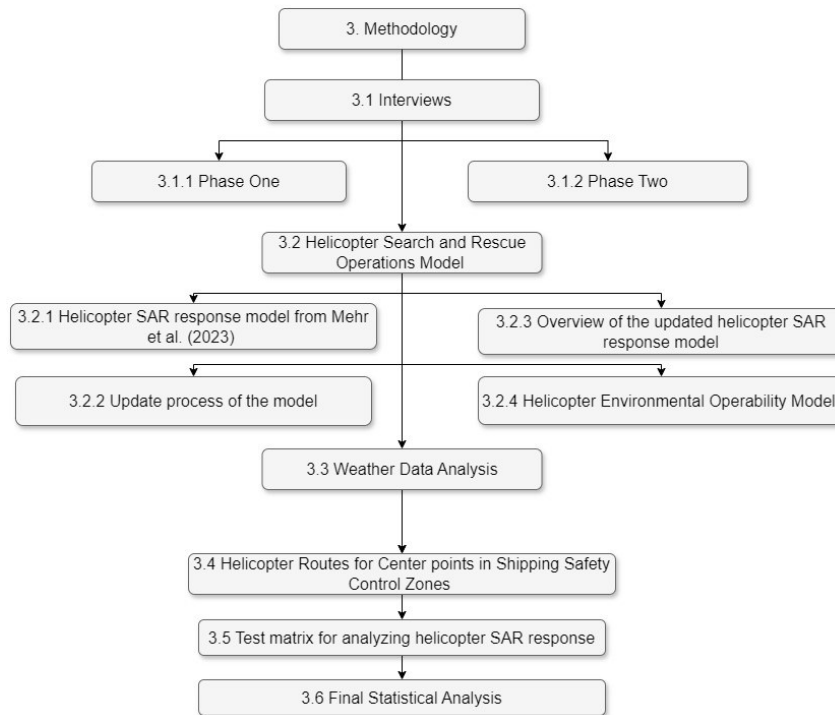 3. Methodology
3.1 Interviews
3.1.1 Phase One
3.1.2 Phase Two
3.2 Helicopter Search and Rescue
Operations Model
3.2.1 Helicopter SAR response model from Mehr
et al. (2023)
3.2.3 Overview of the updated helicopter SAR
response model
3.2.2 Update process of the model
3.2.4 Helicopter Environmental Operability Model
3.3 Weather Data Analysis
3.4 Helicopter Routes for Center points in Shipping Safety
Control Zones
3.5 Test matrix for analyzing helicopter SAR response
3.6 Final Statistical Analysis